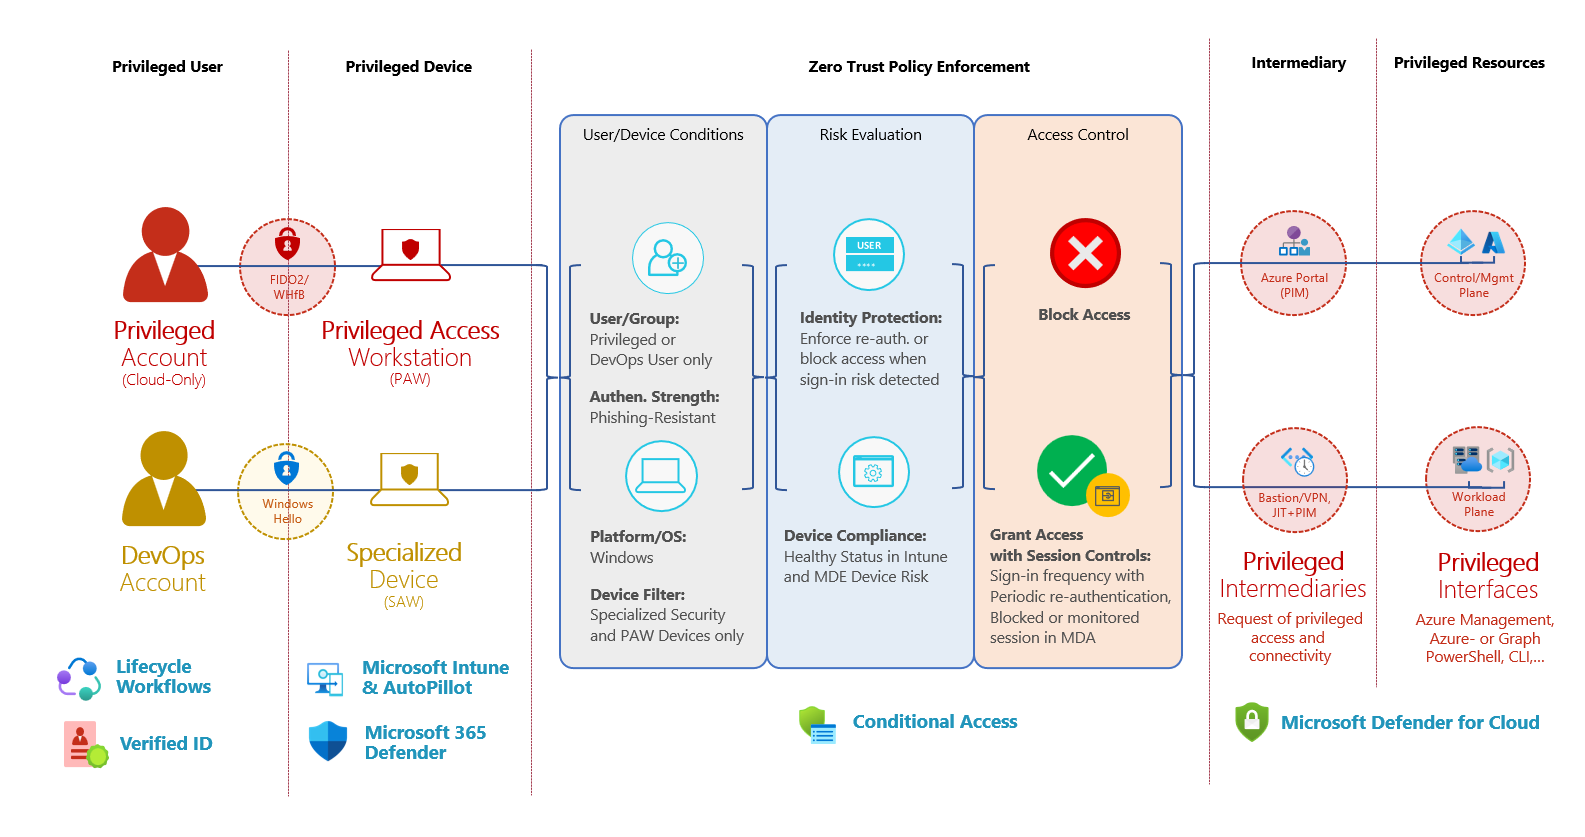 Privileged User
Privileged Device
Zero Trust Policy Enforcement
Intermediary
Privileged Resources
User/Device Conditions
Risk Evaluation
Access Control
FIDO2/
WHfB
Privileged
Account
(Cloud-Only)
Privileged Access
Workstation
(PAW)
User/Group:
Privileged or
DevOps User only
Authen. Strength:
Phishing-Resistant
USER
Identity Protection:
Enforce re-auth. or
block access when
sign-in risk detected
Block Access
Azure Portal
(PIM)
Control/Mgmt
Plane
Windows
Hello
DevOps
Account
Specialized
Device
(SAW)
Platform/OS:
Windows
Device Filter:
Specialized Security
and PAW Devices only
Device Compliance:
Healthy Status in Intune
and MDE Device Risk
Grant Access
with Session Controls:
Sign-in frequency with
Periodic re-authentication,
Blocked or monitored
session in MDA
Bastion/VPN,
JIT+PIM
Privileged
Intermediaries
Request of privileged
access and
connectivity
Workload
Plane
Privileged
Interfaces
Azure Management,
Azure- or Graph
PowerShell, CLI,...
Lifecycle
Workflows
Verified ID
Microsoft Intune
& AutoPillot
Microsoft 365
Defender
Conditional Access
Microsoft Defender for Cloud